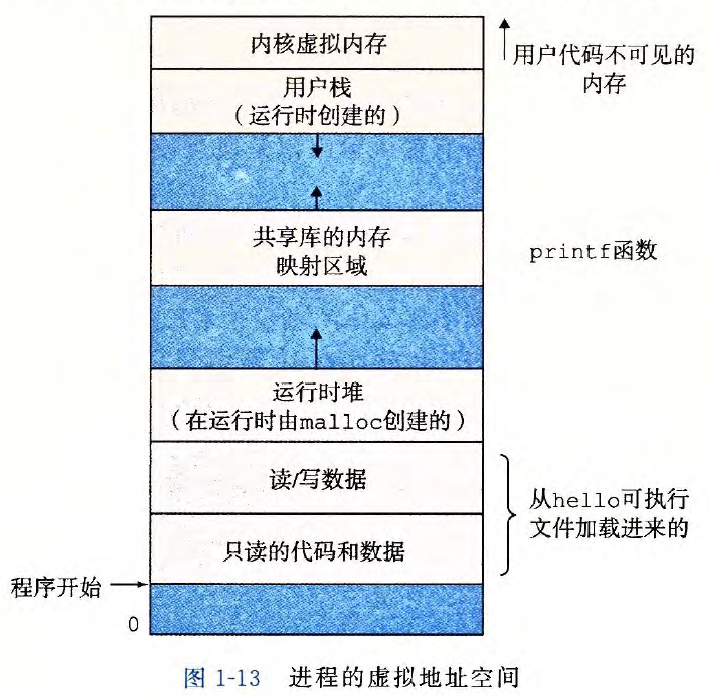 内核虚拟内存
用户代码不可见的
内存
用户栈
（运行时创建的）
共享库的内存
映射区域
printf函数
运行时堆
（在运行时由malloc创建的）
读/写数据
从hello可执行
文件加载进来的
只读的代码和数据
程序开始
0
图 1-13 进程的虚拟地址空间